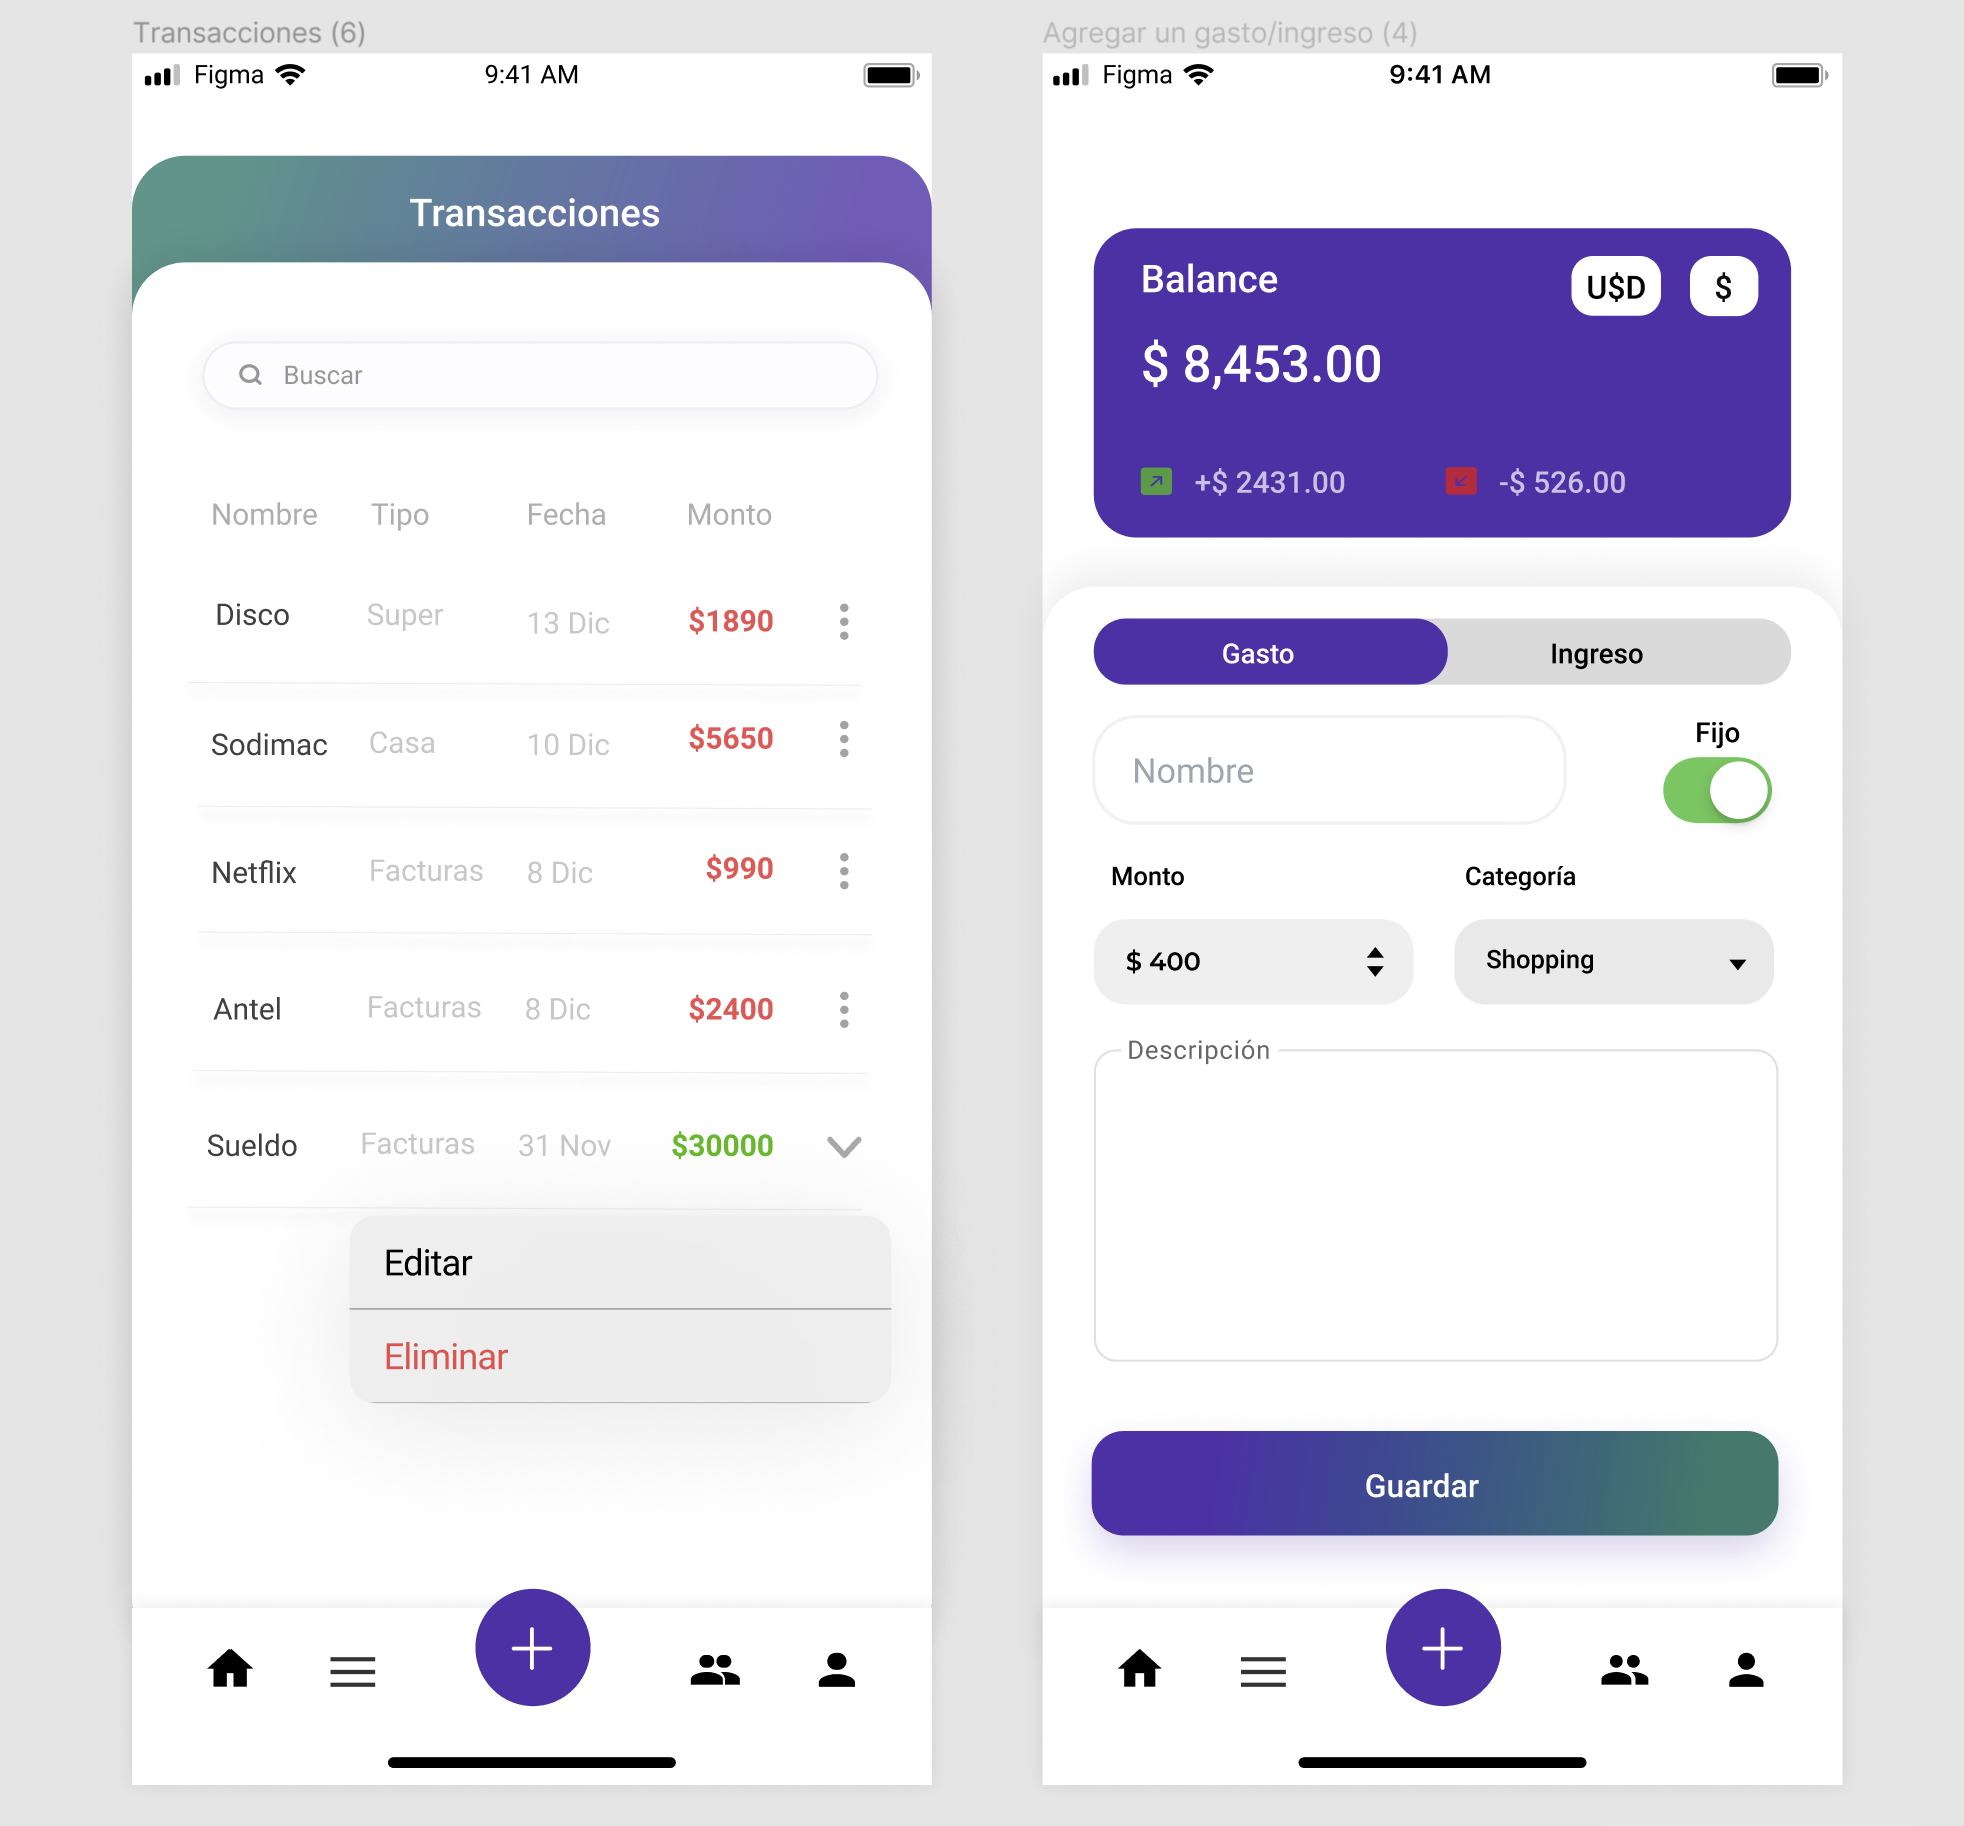 Transacciones (6)
Figma
9:41 AM
Transacciones
Buscar
Nombre Tipo Fecha Monto
Disco Super 13 Dic $1890
Sodimac Casa 10 Dic $5650
Netflix Facturas 8 Dic $990
Antel Facturas 8 Dic $2400
Sueldo Facturas 31 Nov $30000
Editar
Eliminar
Agregar un gasto/ingreso (4)
Figma
9:41 AM
Balance
U$D
$
$ 8,453.00
+$ 2431.00
-$ 526.00
Gasto
Ingreso
Nombre
Fijo
Monto
Categoría
$ 400
Shopping
Descripción
Guardar